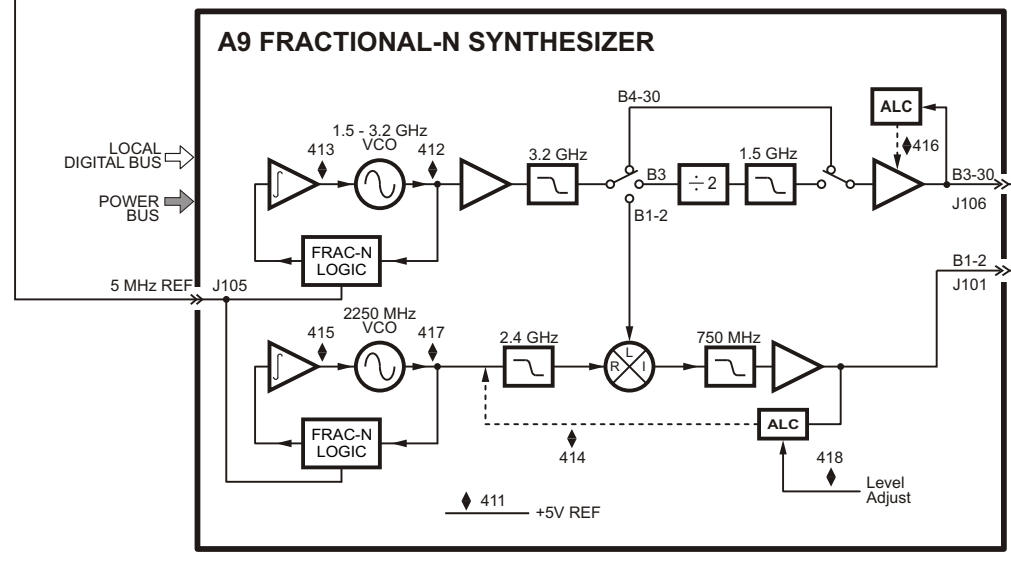 A9 FRACTIONAL-N SYNTHESIZER
LOCAL
DIGITAL BUS
POWER
BUS
5 MHz REF
J105
413
1.5 - 3.2 GHz
VCO
412
FRAC-N
LOGIC
3.2 GHz
B4-30
B3
B1-2
÷ 2
1.5 GHz
ALC
416
B3-30
J106
B1-2
J101
415
2250 MHz
VCO
417
FRAC-N
LOGIC
2.4 GHz
L
R
I
750 MHz
ALC
414
418
Level
Adjust
411
+5V REF